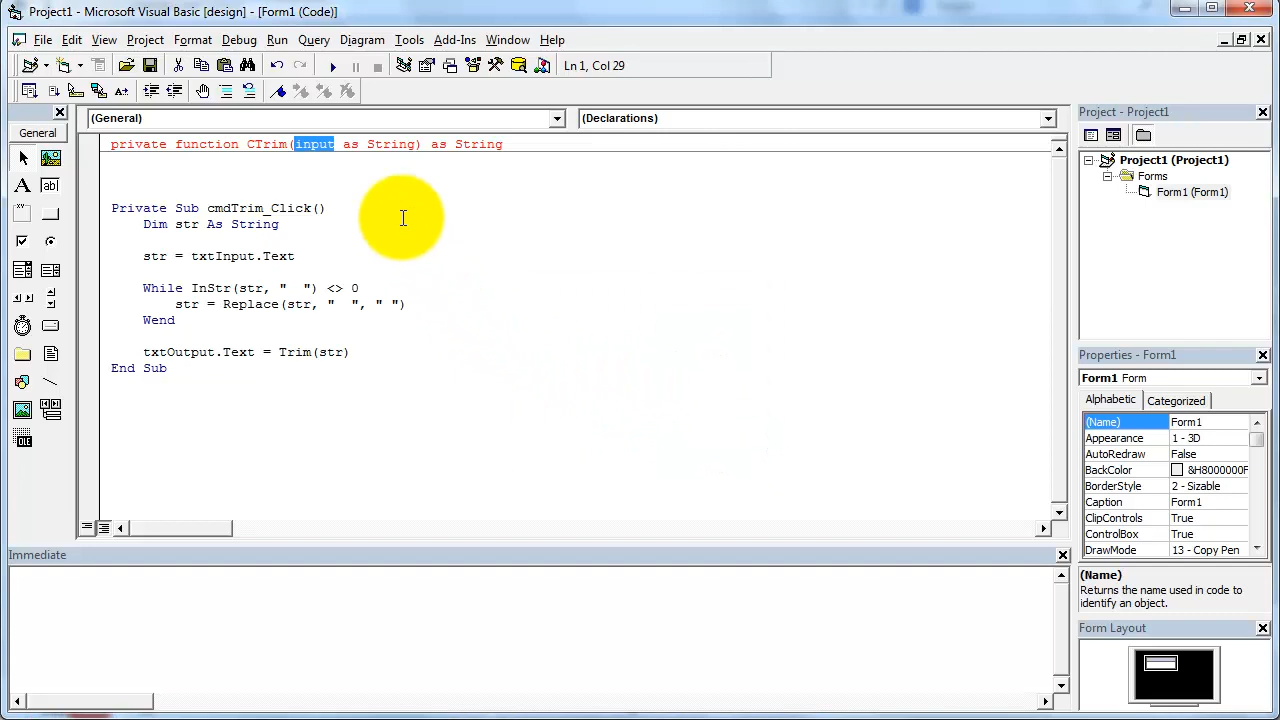 Project1 - Microsoft Visual Basic [design] - [Form1 (Code)]
File Edit View Project Format Debug Run Query Diagram Tools Add-Ins Window Help
Ln 1, Col 29
General
(General) (Declarations)
private function CTrim(input as String) as String
Private Sub cmdTrim_Click()
Dim str As String
str = txtInput.Text
While InStr(str, "  ") <> 0
str = Replace(str, "  ", " ")
Wend
txtOutput.Text = Trim(str)
End Sub
Immediate
Project - Project1
Project1 (Project1)
Forms
Form1 (Form1)
Properties - Form1
Form1 Form
Alphabetic Categorized
(Name) Form1
Appearance 1 - 3D
AutoRedraw False
BackColor &H8000000F
BorderStyle 2 - Sizable
Caption Form1
ClipControls True
ControlBox True
DrawMode 13 - Copy Pen
(Name)
Returns the name used in code to
identify an object.
Form Layout
A abl
OLE